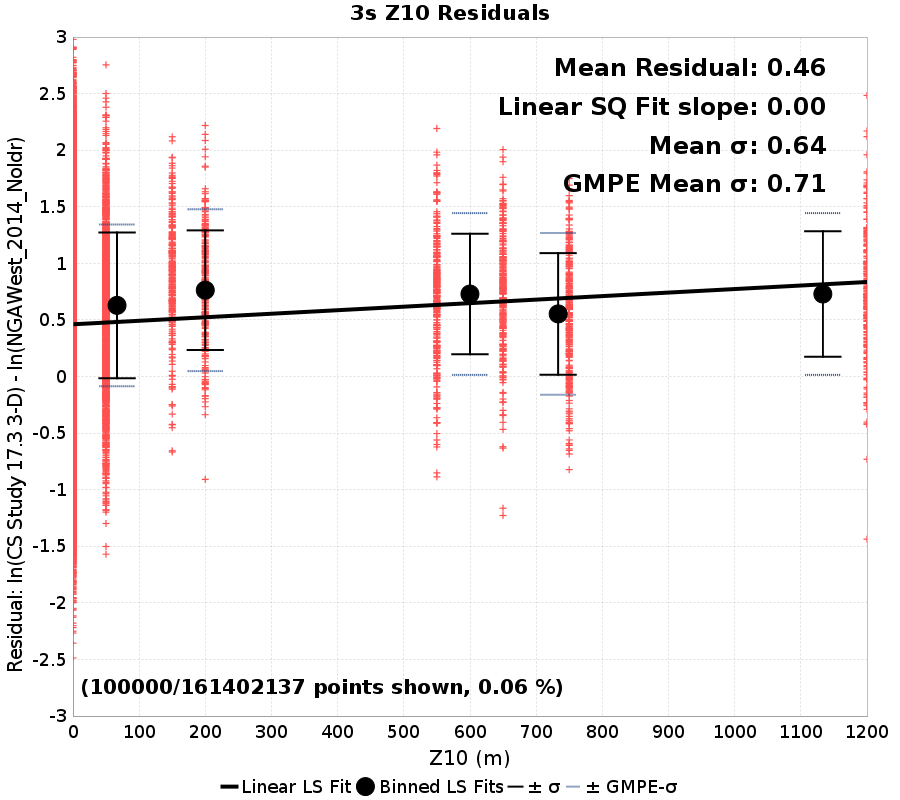 3s Z10 Residuals
Mean Residual: 0.46
Linear SQ Fit slope: 0.00
Mean σ: 0.64
GMPE Mean σ: 0.71
Residual: ln(CS Study 17.3 3-D) - ln(NGAWest_2014_NoIdr)
3
2.5
2
1.5
1
0.5
0
-0.5
-1
-1.5
-2
-2.5
-3
(100000/161402137 points shown, 0.06 %)
0 100 200 300 400 500 600 700 800 900 1000 1100 1200
Z10 (m)
Linear LS Fit Binned LS Fits ± σ ± GMPE-σ